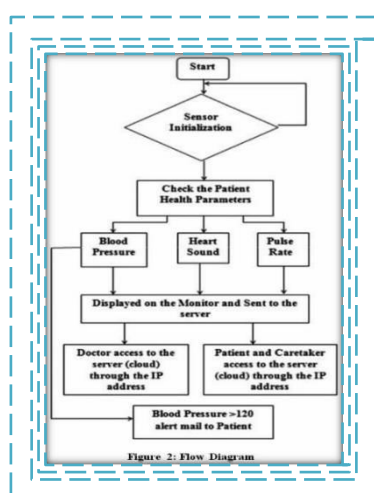 Start
Sensor
Initialization
Check the Patient
Health Parameters
Blood
Pressure
Heart
Sound
Pulse
Rate
Displayed on the Monitor and Sent to the
server
Doctor access to the
server (cloud) through the IP
address
Patient and Caretaker
access to the server
(cloud) through the IP
address
Blood Pressure >120
alert mail to Patient
Figure 2: Flow Diagram